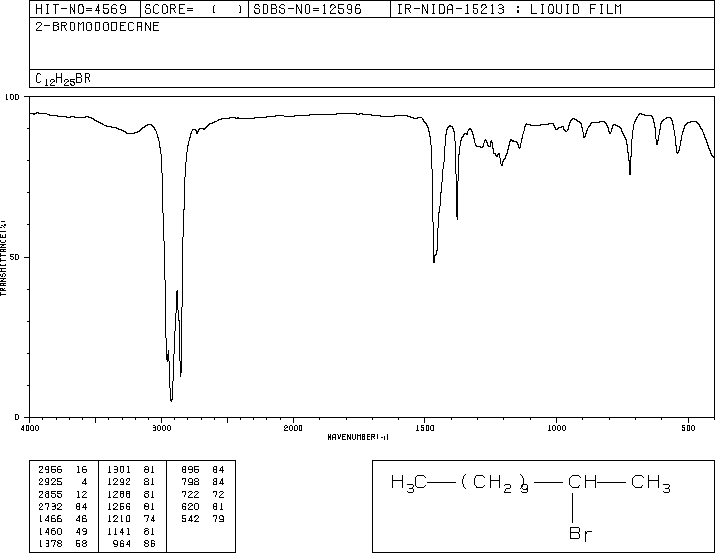 HIT-NO=4569 SCORE= ( ) SDBS-NO=12596 IR-NIDA-15213 : LIQUID FILM
2-BROMODODECANE
C12H25BR
100
50
0
TRANSMITTANCE(%)
4000 3000 2000 1500 1000 500
WAVENUMBER(-1)
2956 16 1301 81 896 84
2925 4 1292 81 798 84
2855 12 1288 81 722 72
2732 84 1256 81 620 81
1466 46 1210 74 542 79
1460 49 1141 81
1378 58 964 86
H3C—(CH2)9—CH—CH3
Br